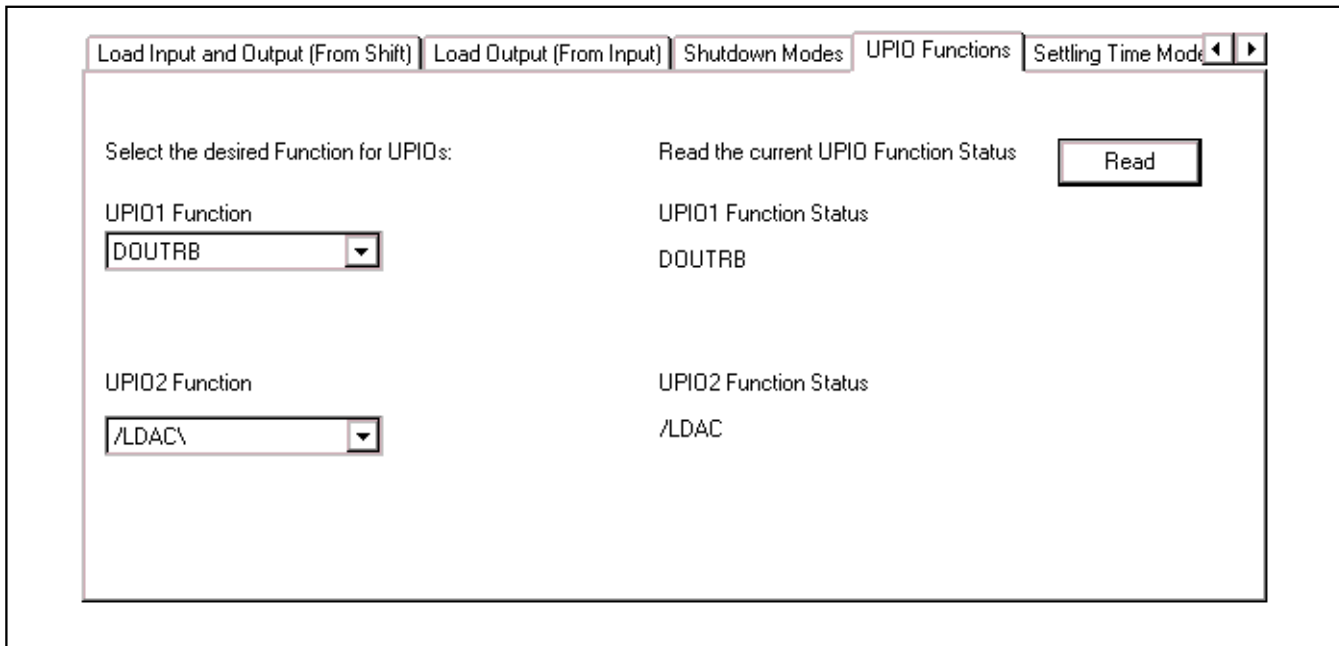 Load Input and Output (From Shift) Load Output (From Input) Shutdown Modes UPIO Functions Settling Time Mode
Select the desired Function for UPIOs: Read the current UPIO Function Status Read
UPIO1 Function UPIO1 Function Status
DOUTRB DOUTRB
UPIO2 Function UPIO2 Function Status
/LDAC\ /LDAC